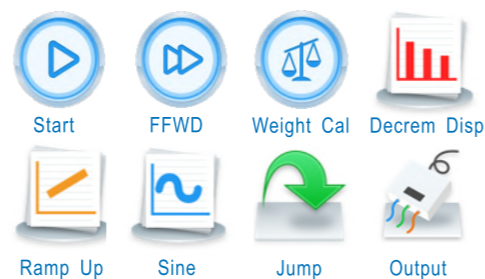 Start
FFWD
Weight Cal
Decrem Disp
Ramp Up
Sine
Jump
Output